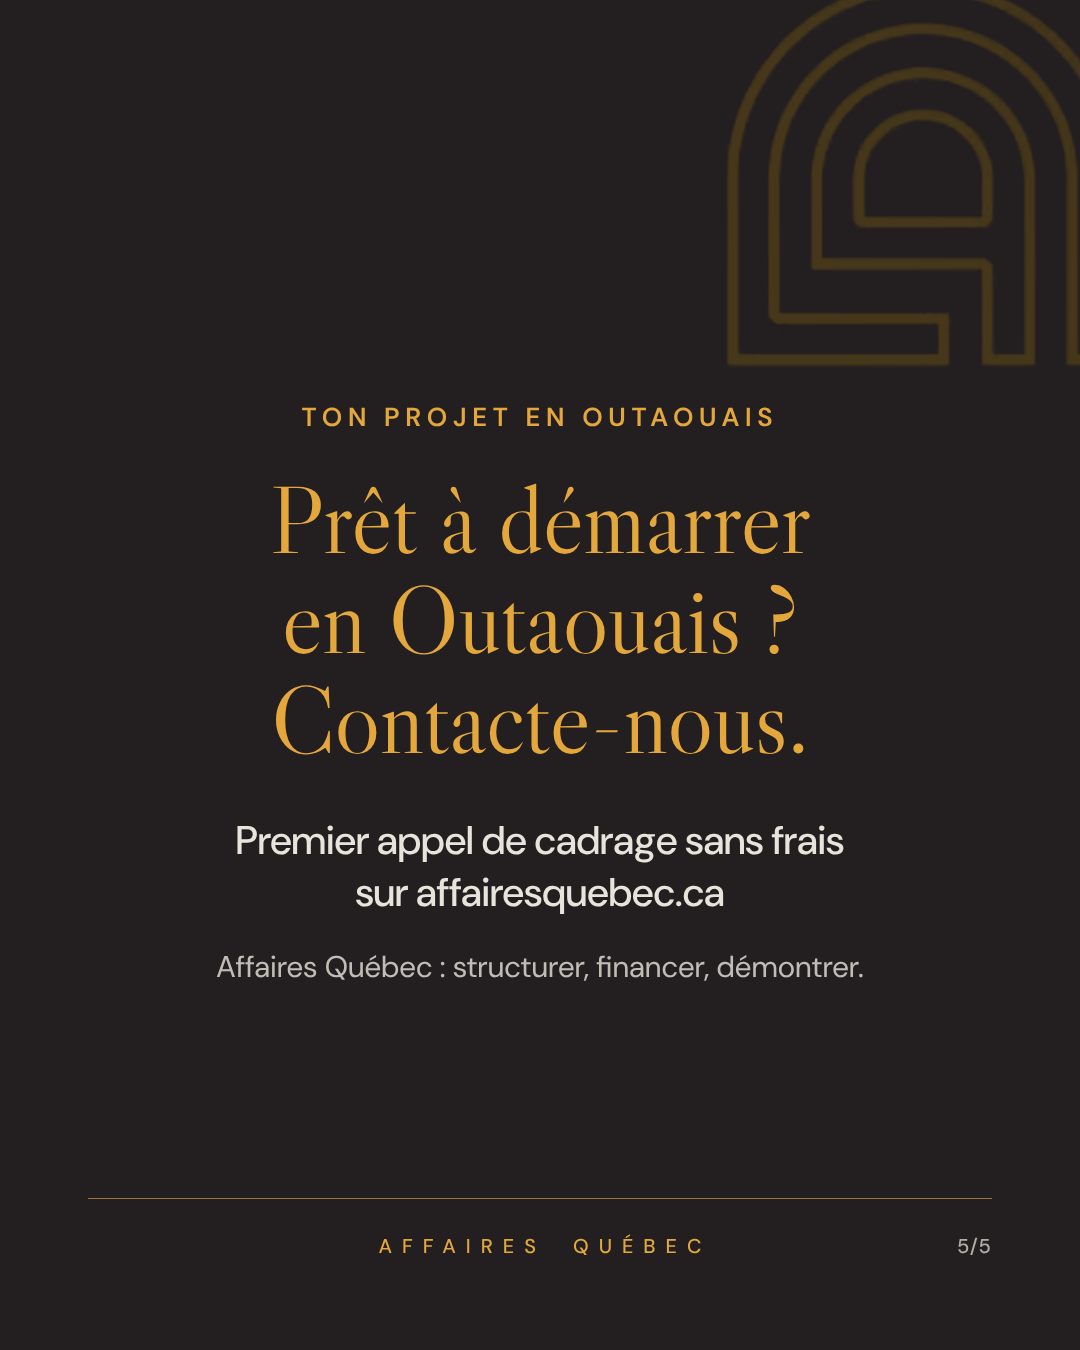 TON PROJET EN OUTAOUAIS
Prêt à démarrer
en Outaouais ?
Contacte-nous.
Premier appel de cadrage sans frais
sur affairesquebec.ca
Affaires Québec : structurer, financer, démontrer.
AFFAIRES QUÉBEC
5/5